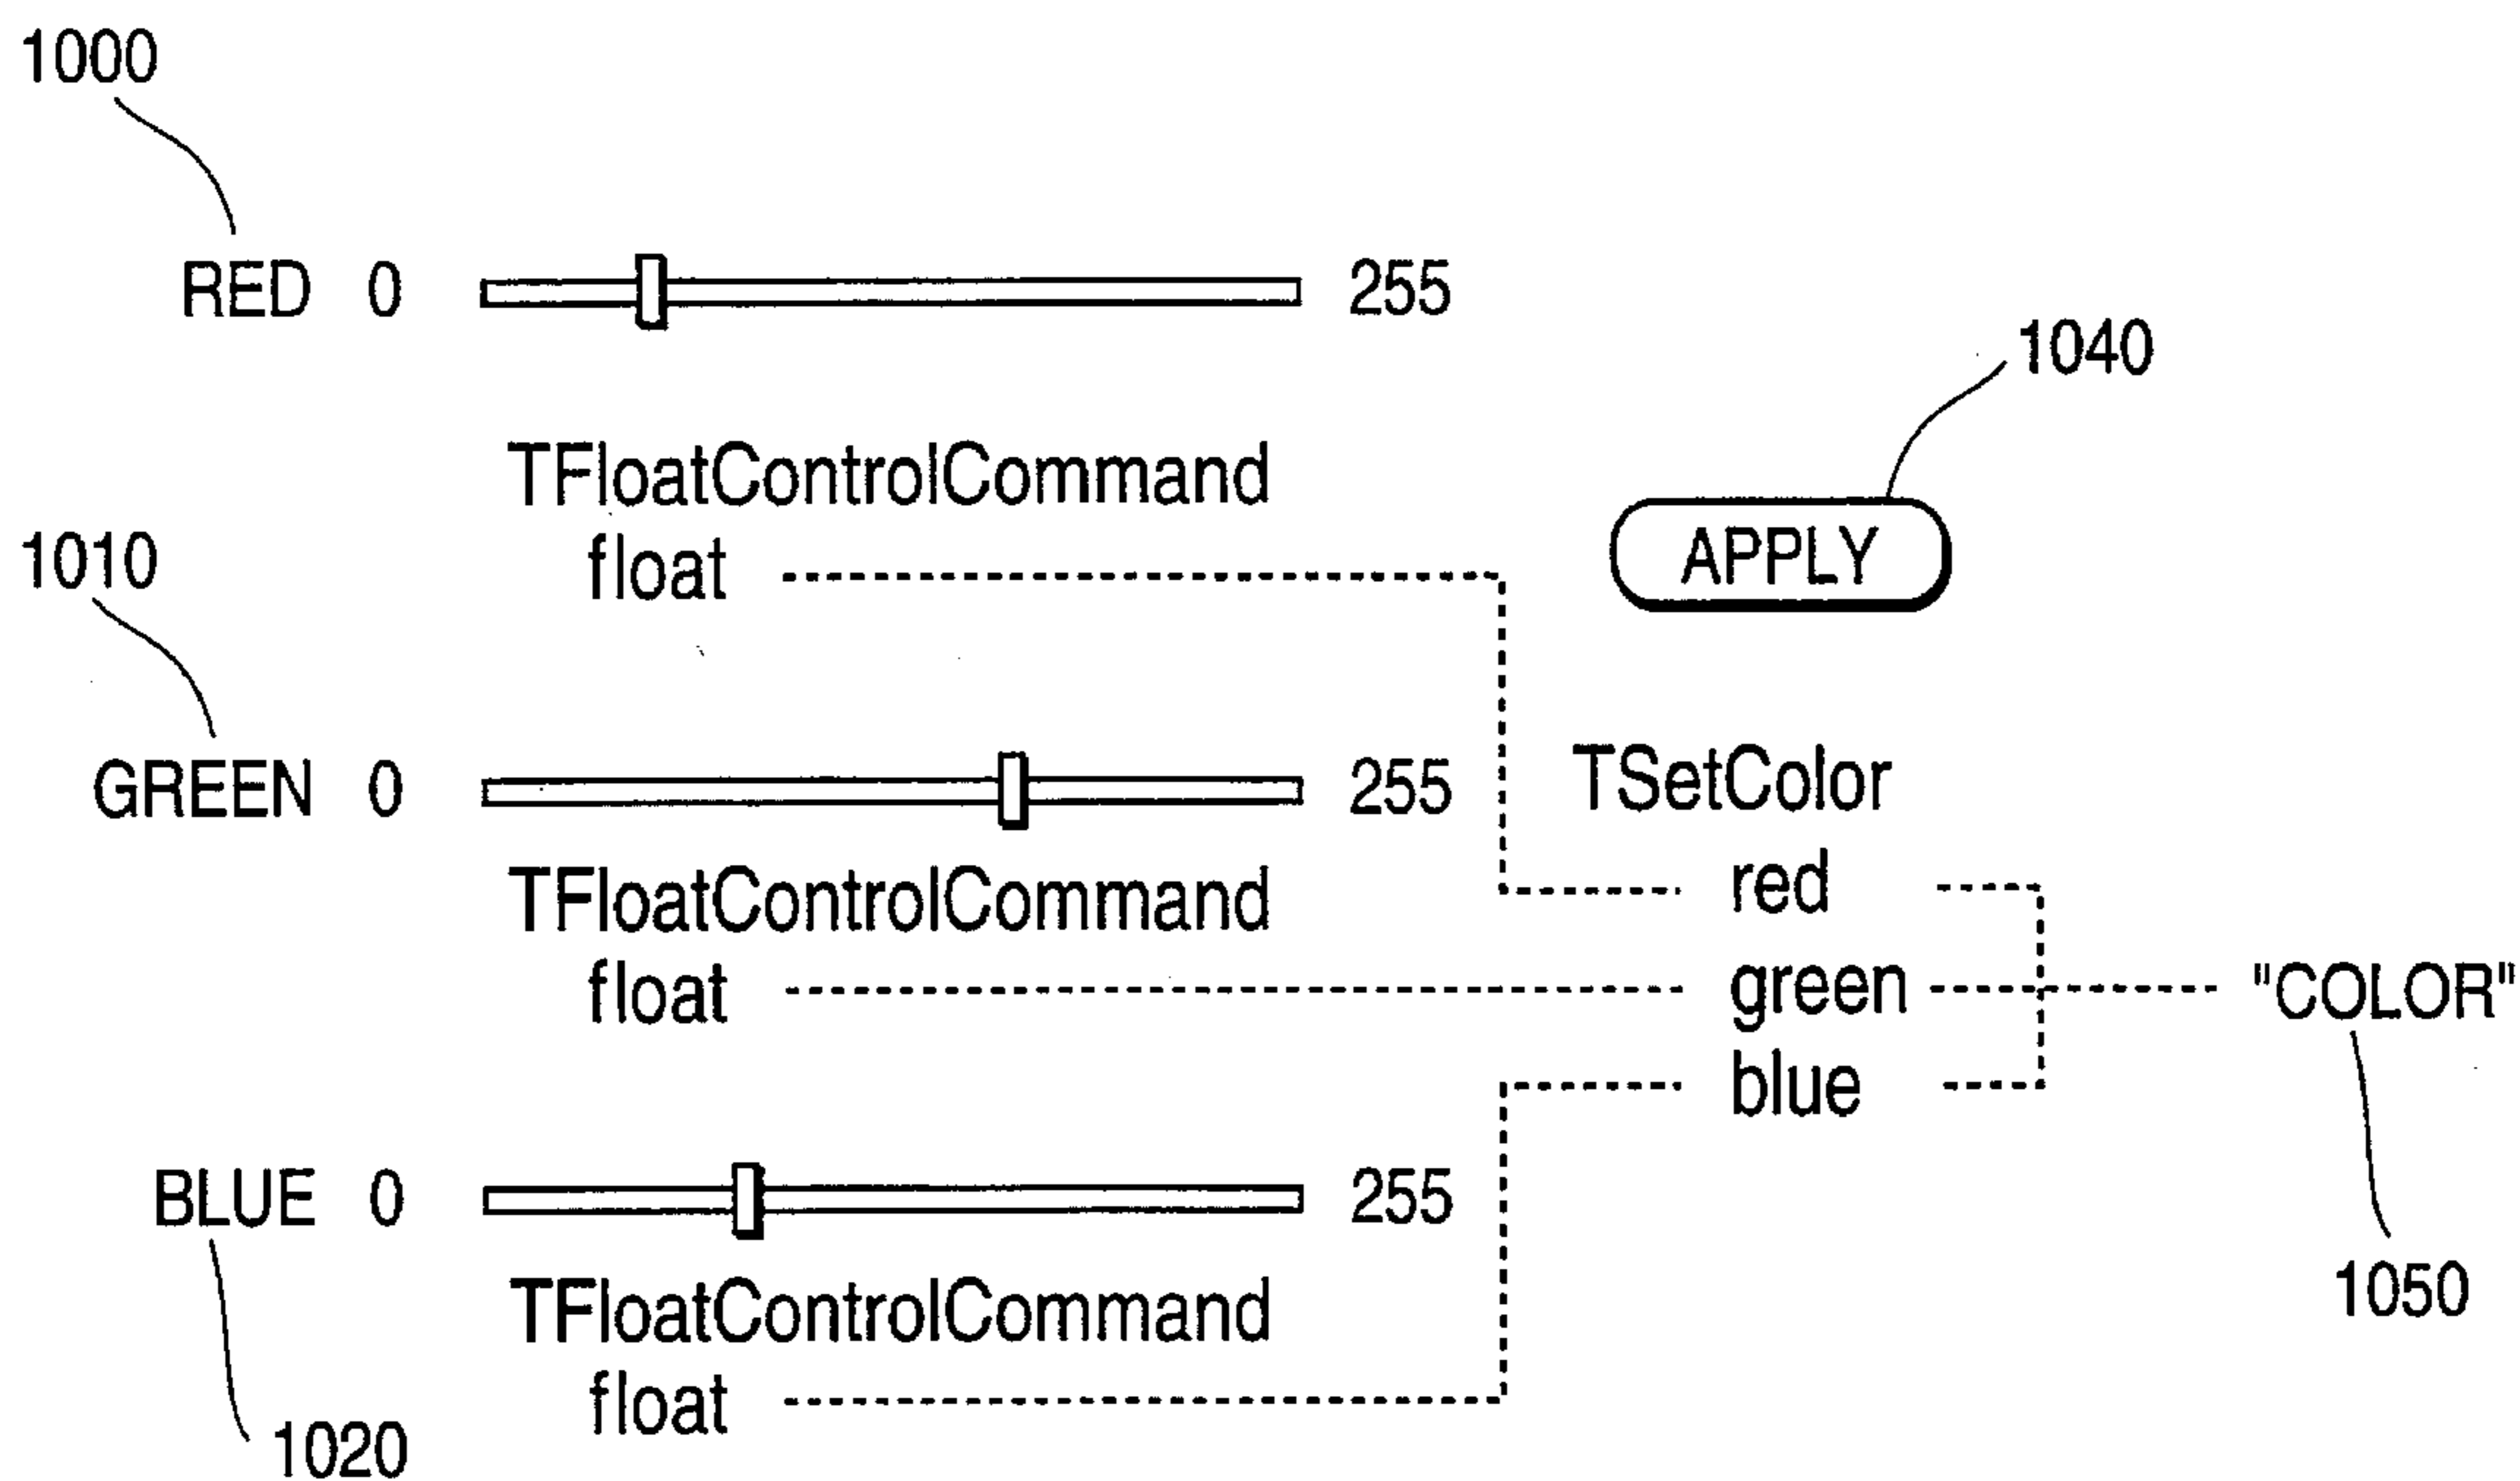 1000
RED 0 255
1040
TFloatControlCommand
float
APPLY
1010
GREEN 0 255
TSetColor
TFloatControlCommand
red
float
green
"COLOR"
blue
BLUE 0 255
TFloatControlCommand
1050
float
1020